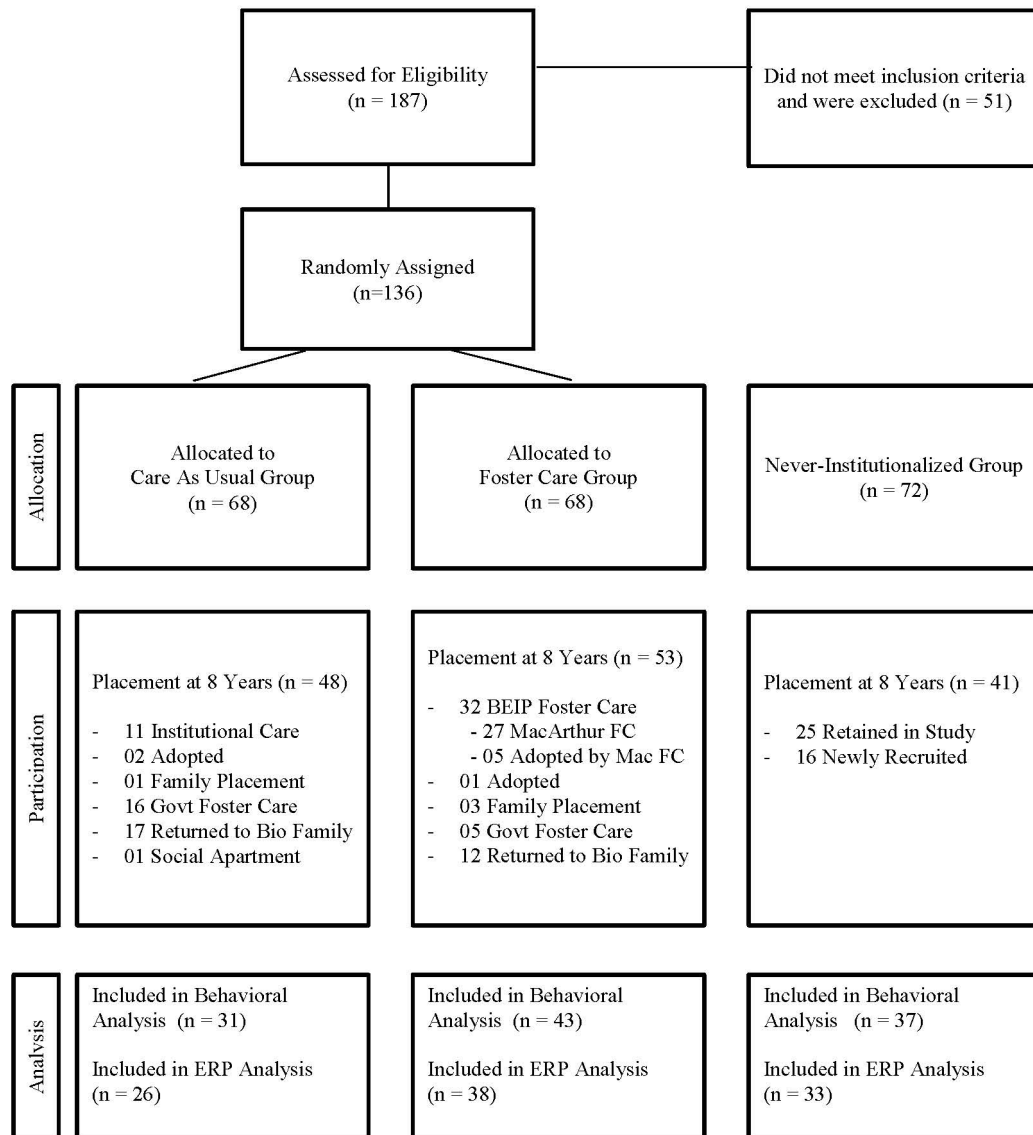 Assessed for Eligibility
(n = 187)
Did not meet inclusion criteria
and were excluded (n = 51)
Randomly Assigned
(n=136)
Allocation
Allocated to
Care As Usual Group
(n = 68)
Allocated to
Foster Care Group
(n = 68)
Never-Institutionalized Group
(n = 72)
Participation
Placement at 8 Years (n = 48)
- 11 Institutional Care
- 02 Adopted
- 01 Family Placement
- 16 Govt Foster Care
- 17 Returned to Bio Family
- 01 Social Apartment
Placement at 8 Years (n = 53)
- 32 BEIP Foster Care
- 27 MacArthur FC
- 05 Adopted by Mac FC
- 01 Adopted
- 03 Family Placement
- 05 Govt Foster Care
- 12 Returned to Bio Family
Placement at 8 Years (n = 41)
- 25 Retained in Study
- 16 Newly Recruited
Analysis
Included in Behavioral
Analysis (n = 31)
Included in ERP Analysis
(n = 26)
Included in Behavioral
Analysis (n = 43)
Included in ERP Analysis
(n = 38)
Included in Behavioral
Analysis (n = 37)
Included in ERP Analysis
(n = 33)